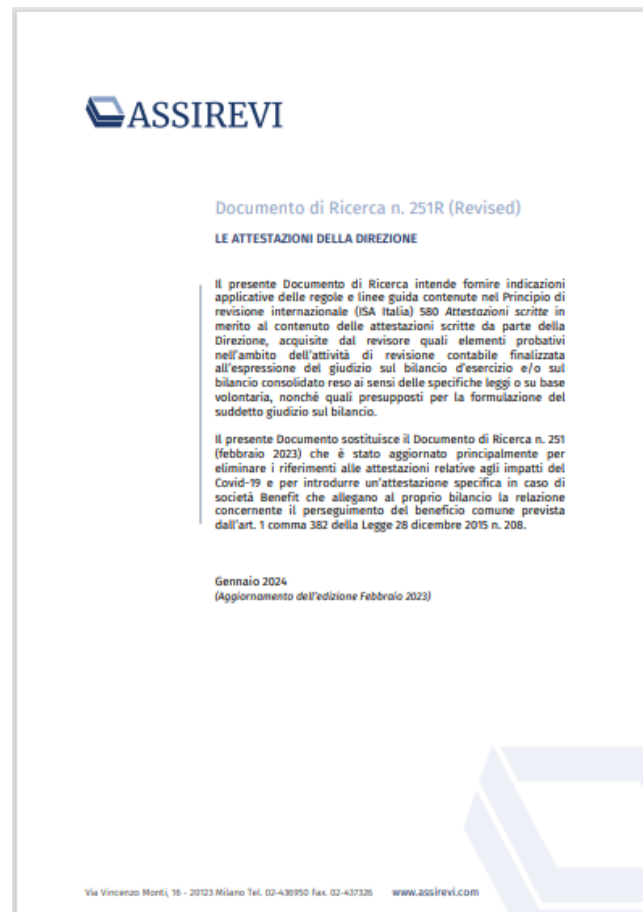 ASSIREVI
Documento di Ricerca n. 251R (Revised)
LE ATTESTAZIONI DELLA DIREZIONE
Il presente Documento di Ricerca intende fornire indicazioni
applicative delle regole e linee guida contenute nel Principio di
revisione internazionale (ISA Italia) 580 Attestazioni scritte in
merito al contenuto delle attestazioni scritte da parte della
Direzione, acquisite dal revisore quali elementi probativi
nell'ambito dell'attività di revisione contabile finalizzata
all'espressione del giudizio sul bilancio d'esercizio e/o sul
bilancio consolidato reso ai sensi delle specifiche leggi o su base
volontaria, nonché quali presupposti per la formulazione del
suddetto giudizio sul bilancio.
Il presente Documento sostituisce il Documento di Ricerca n. 251
(febbraio 2023) che è stato aggiornato principalmente per
eliminare i riferimenti alle attestazioni relative agli impatti del
Covid-19 e per introdurre un'attestazione specifica in caso di
società Benefit che allegano al proprio bilancio la relazione
concernente il perseguimento del beneficio comune prevista
dall'art. 1 comma 382 della Legge 28 dicembre 2015 n. 208.
Gennaio 2024
(Aggiornamento dell'edizione Febbraio 2023)
Via Vincenzo Monti, 16 - 20123 Milano Tel. 02-436950 Fax. 02-437326 www.assirevi.com